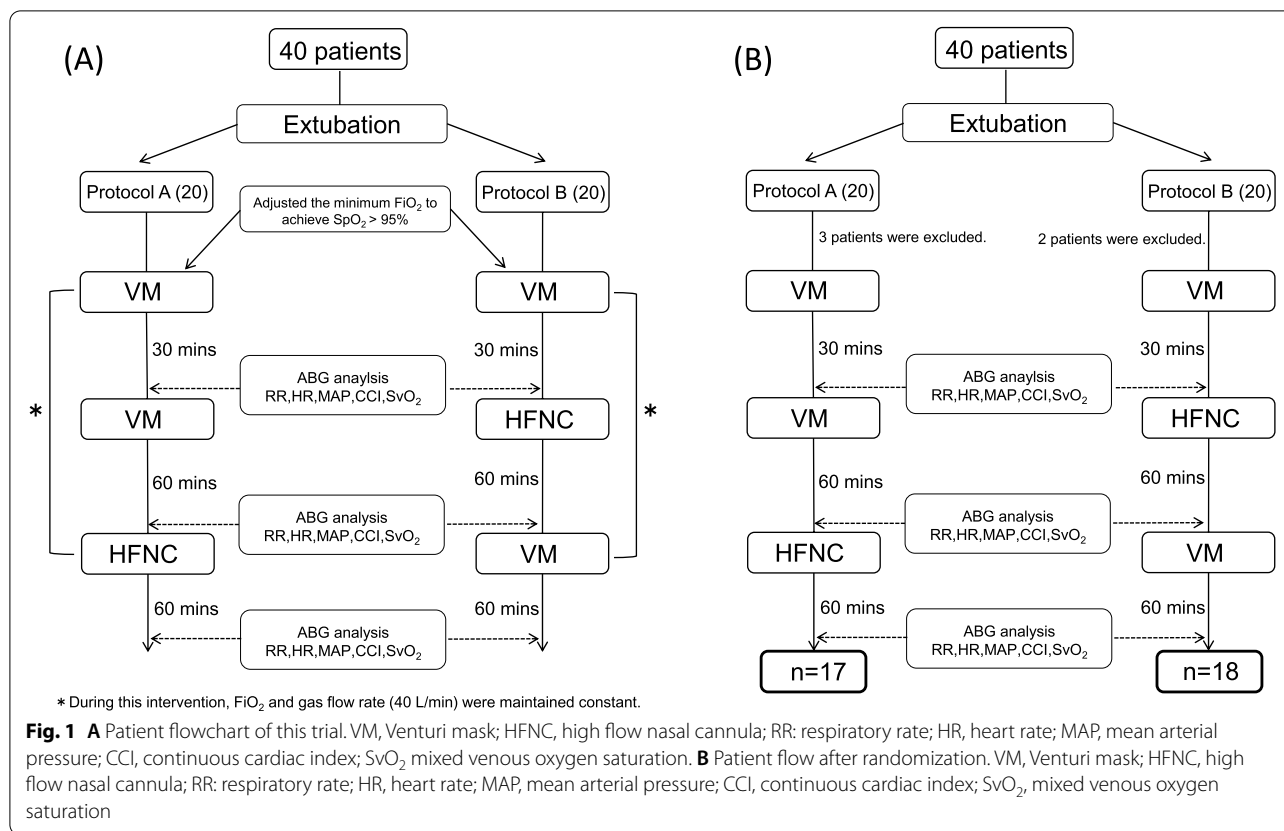 (A)
40 patients
Extubation
Protocol A (20)
Adjusted the minimum FiO₂ to
achieve SpO₂ > 95%
Protocol B (20)
VM
VM
30 mins
30 mins
ABG anaylsis
RR,HR,MAP,CCI,SvO₂
*
*
VM
HFNC
60 mins
60 mins
ABG analysis
RR,HR,MAP,CCI,SvO₂
HFNC
VM
60 mins
60 mins
ABG analysis
RR,HR,MAP,CCI,SvO₂
* During this intervention, FiO₂ and gas flow rate (40 L/min) were maintained constant.
(B)
40 patients
Extubation
Protocol A (20)
Protocol B (20)
3 patients were excluded.
2 patients were excluded.
VM
VM
30 mins
30 mins
ABG anaylsis
RR,HR,MAP,CCI,SvO₂
VM
HFNC
60 mins
60 mins
ABG analysis
RR,HR,MAP,CCI,SvO₂
HFNC
VM
60 mins
60 mins
ABG analysis
RR,HR,MAP,CCI,SvO₂
n=17
n=18
Fig. 1 A Patient flowchart of this trial. VM, Venturi mask; HFNC, high flow nasal cannula; RR: respiratory rate; HR, heart rate; MAP, mean arterial
pressure; CCI, continuous cardiac index; SvO₂ mixed venous oxygen saturation. B Patient flow after randomization. VM, Venturi mask; HFNC, high
flow nasal cannula; RR: respiratory rate; HR, heart rate; MAP, mean arterial pressure; CCI, continuous cardiac index; SvO₂, mixed venous oxygen
saturation